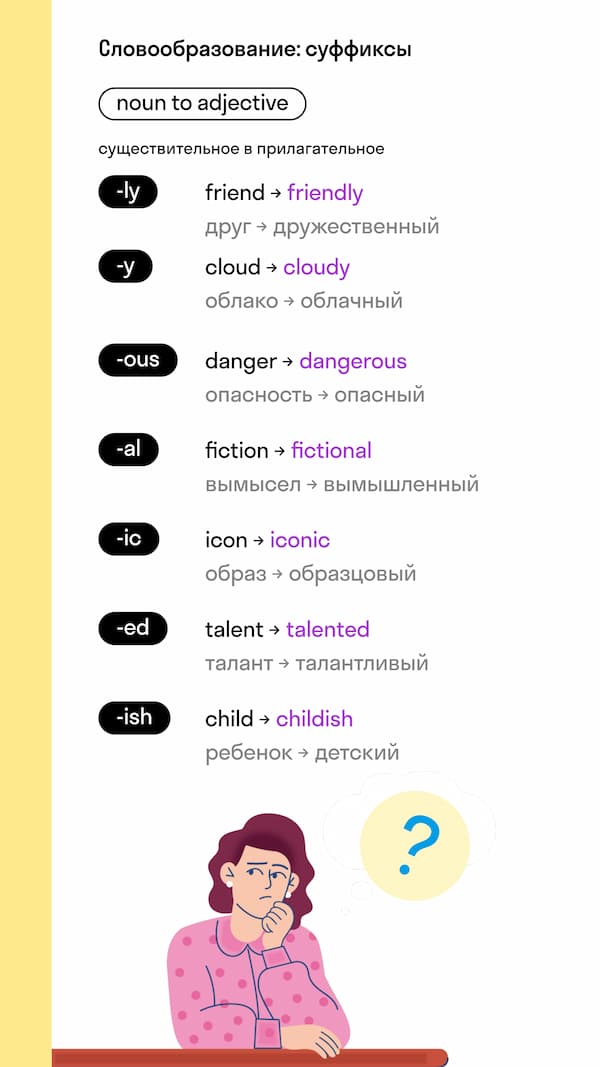 Словообразование: суффиксы
noun to adjective
существительное в прилагательное
-ly friend → friendly
друг → дружественный
-y cloud → cloudy
облако → облачный
-ous danger → dangerous
опасность → опасный
-al fiction → fictional
вымысел → вымышленный
-ic icon → iconic
образ → образцовый
-ed talent → talented
талант → талантливый
-ish child → childish
ребенок → детский
?